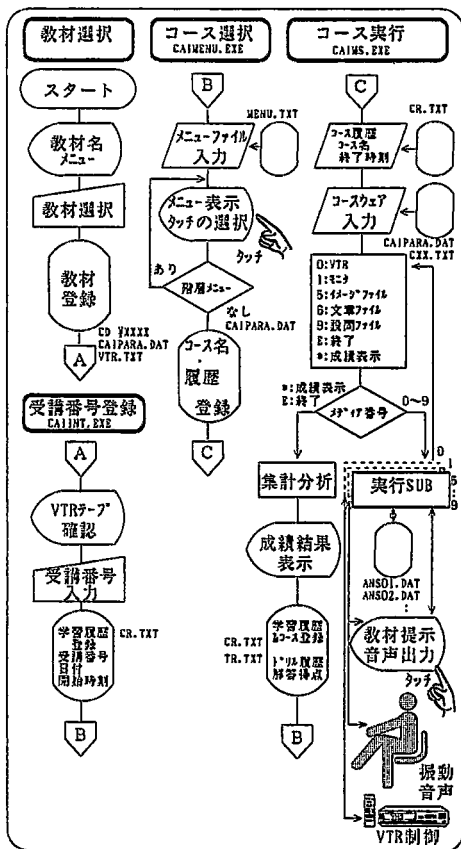 教材選択
スタート
教材名
メニュー
教材選択
教材
登録
CD ¥XXXX
CAIPARA.DAT
VTR.TXT
A
受講番号登録
CAIINT.EXE
A
VTRテープ
確認
受講番号
入力
学習履歴
登録
受講番号
日付
開始時刻
CR.TXT
B
コース選択
CAIMENU.EXE
B
MENU.TXT
メニューファイル
入力
メニュー表示
タッチの選択
タッチ
あり
階層メニュー
なし
CAIPARA.DAT
コース名
・
履歴
登録
C
コース実行
CAIMS.EXE
C
CR.TXT
コース履歴
コース名
終了時刻
コースウェア
入力
CAIPARA.DAT
CXX.TXT
0:VTR
1:モニタ
5:イメージファイル
6:文章ファイル
9:設問ファイル
E:終了
*:成績表示
*:成績表示
E:終了
0~9
メディア番号
集計分析
成績結果
表示
CR.TXT
TR.TXT
学習履歴
&コース登録
ドリル履歴
解答得点
B
0
1
5
:
9
実行SUB
ANS01.DAT
ANS02.DAT
:
教材提示
音声出力
タッチ
振動
音声
VTR制御